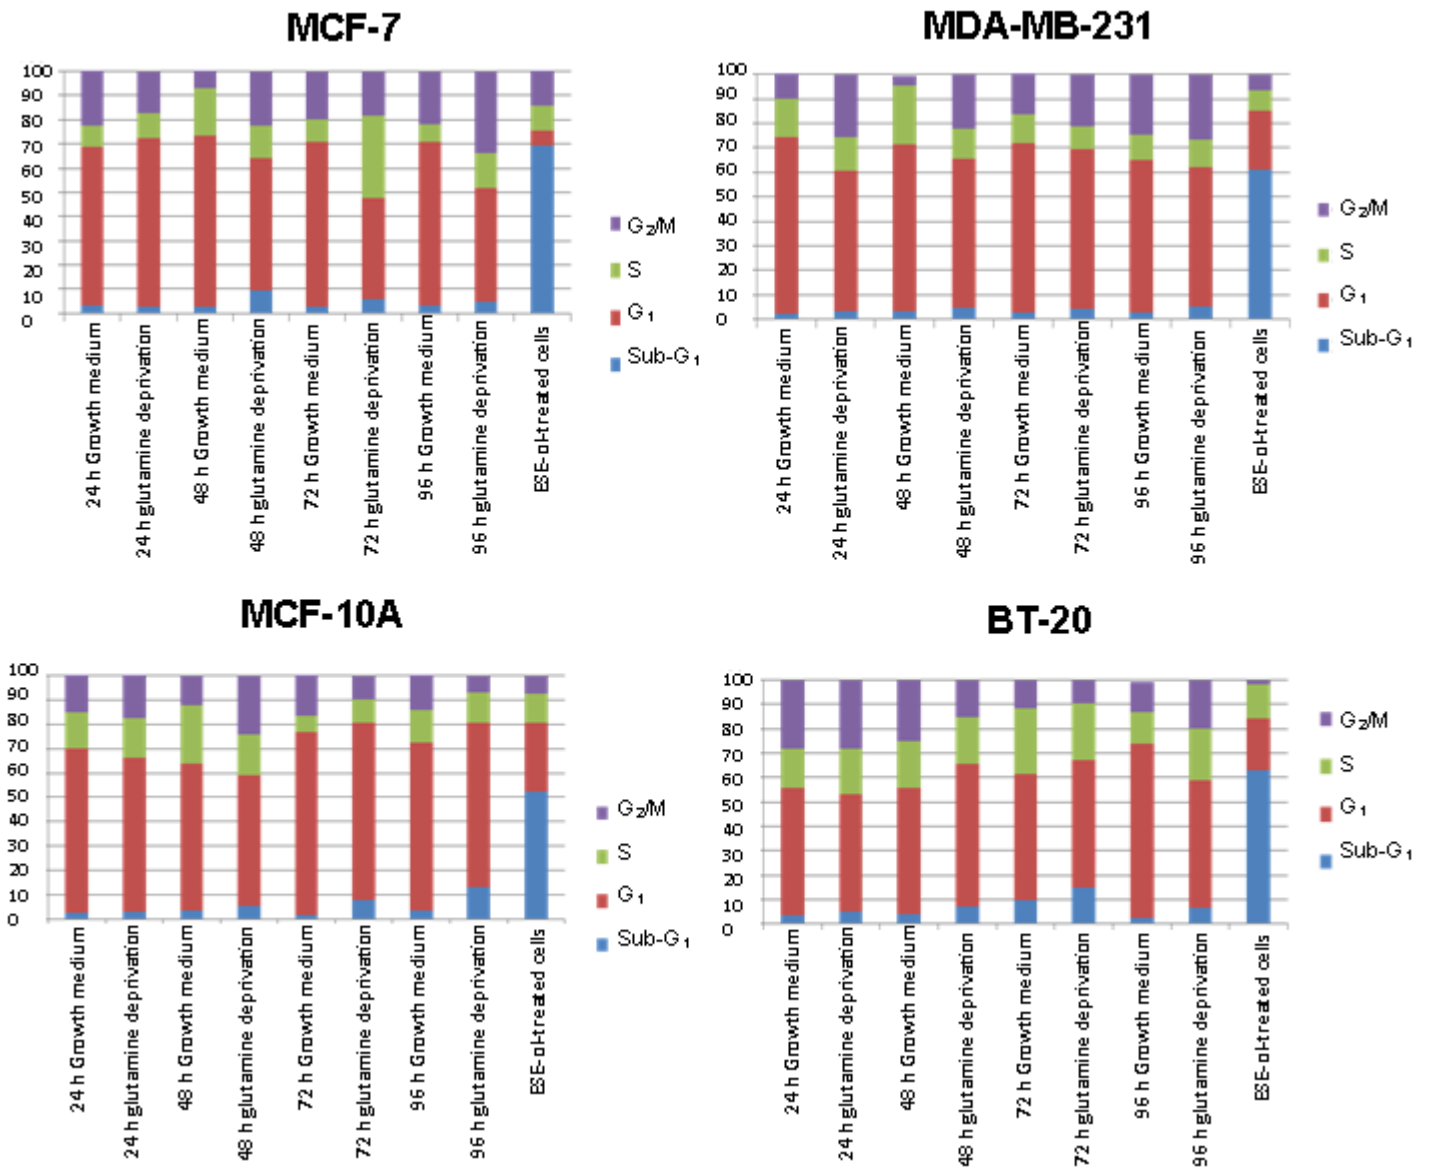 MCF-7
100
90
80
70
60
50
40
30
20
10
0
24 h Growth medium
24 h glutamine deprivation
48 h Growth medium
48 h glutamine deprivation
72 h Growth medium
72 h glutamine deprivation
96 h Growth medium
96 h glutamine deprivation
ESE-ol-treated cells
G₂/M
S
G₁
Sub-G₁
MDA-MB-231
100
90
80
70
60
50
40
30
20
10
0
24 h Growth medium
24 h glutamine deprivation
48 h Growth medium
48 h glutamine deprivation
72 h Growth medium
72 h glutamine deprivation
96 h Growth medium
96 h glutamine deprivation
ESE-ol-treated cells
G₂/M
S
G₁
Sub-G₁
MCF-10A
100
90
80
70
60
50
40
30
20
10
0
24 h Growth medium
24 h glutamine deprivation
48 h Growth medium
48 h glutamine deprivation
72 h Growth medium
72 h glutamine deprivation
96 h Growth medium
96 h glutamine deprivation
ESE-ol-treated cells
G₂/M
S
G₁
Sub-G₁
BT-20
100
90
80
70
60
50
40
30
20
10
0
24 h Growth medium
24 h glutamine deprivation
48 h Growth medium
48 h glutamine deprivation
72 h Growth medium
72 h glutamine deprivation
96 h Growth medium
96 h glutamine deprivation
ESE-ol-treated cells
G₂/M
S
G₁
Sub-G₁